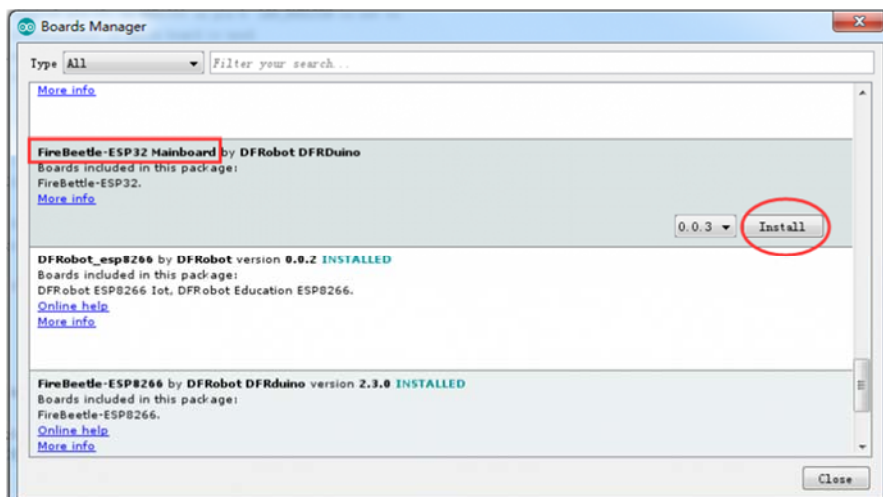 Boards Manager
Type All Filter your search...
More info
FireBeetle-ESP32 Mainboard by DFRobot DFRDuino
Boards included in this package:
FireBettle-ESP32.
More info
0.0.3 Install
DFRobot_esp8266 by DFRobot version 0.0.2 INSTALLED
Boards included in this package:
DFRobot ESP8266 Iot, DFRobot Education ESP8266.
Online help
More info
FireBeetle-ESP8266 by DFRobot DFRduino version 2.3.0 INSTALLED
Boards included in this package:
FireBeetle-ESP8266.
Online help
More info
Close